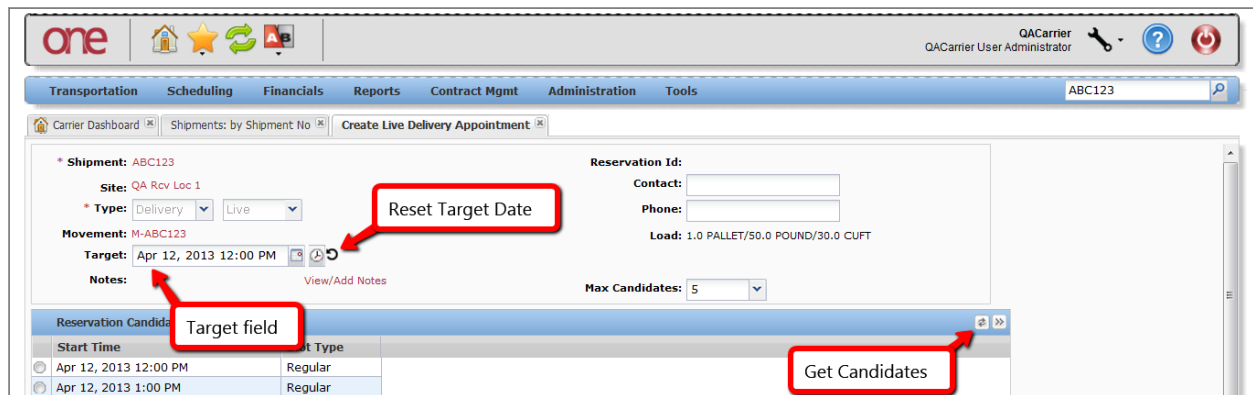 one
AB
QACarrier
QACarrier User Administrator
?
Transportation Scheduling Financials Reports Contract Mgmt Administration Tools ABC123
Carrier Dashboard Shipments: by Shipment No Create Live Delivery Appointment
* Shipment: ABC123 Reservation Id:
Site: QA Rcv Loc 1 Contact:
* Type: Delivery Live Reset Target Date Phone:
Movement: M-ABC123 Load: 1.0 PALLET/50.0 POUND/30.0 CUFT
Target: Apr 12, 2013 12:00 PM
Notes: View/Add Notes Max Candidates: 5
Target field
Get Candidates
Start Time
Apr 12, 2013 12:00 PM Regular
Apr 12, 2013 1:00 PM Regular